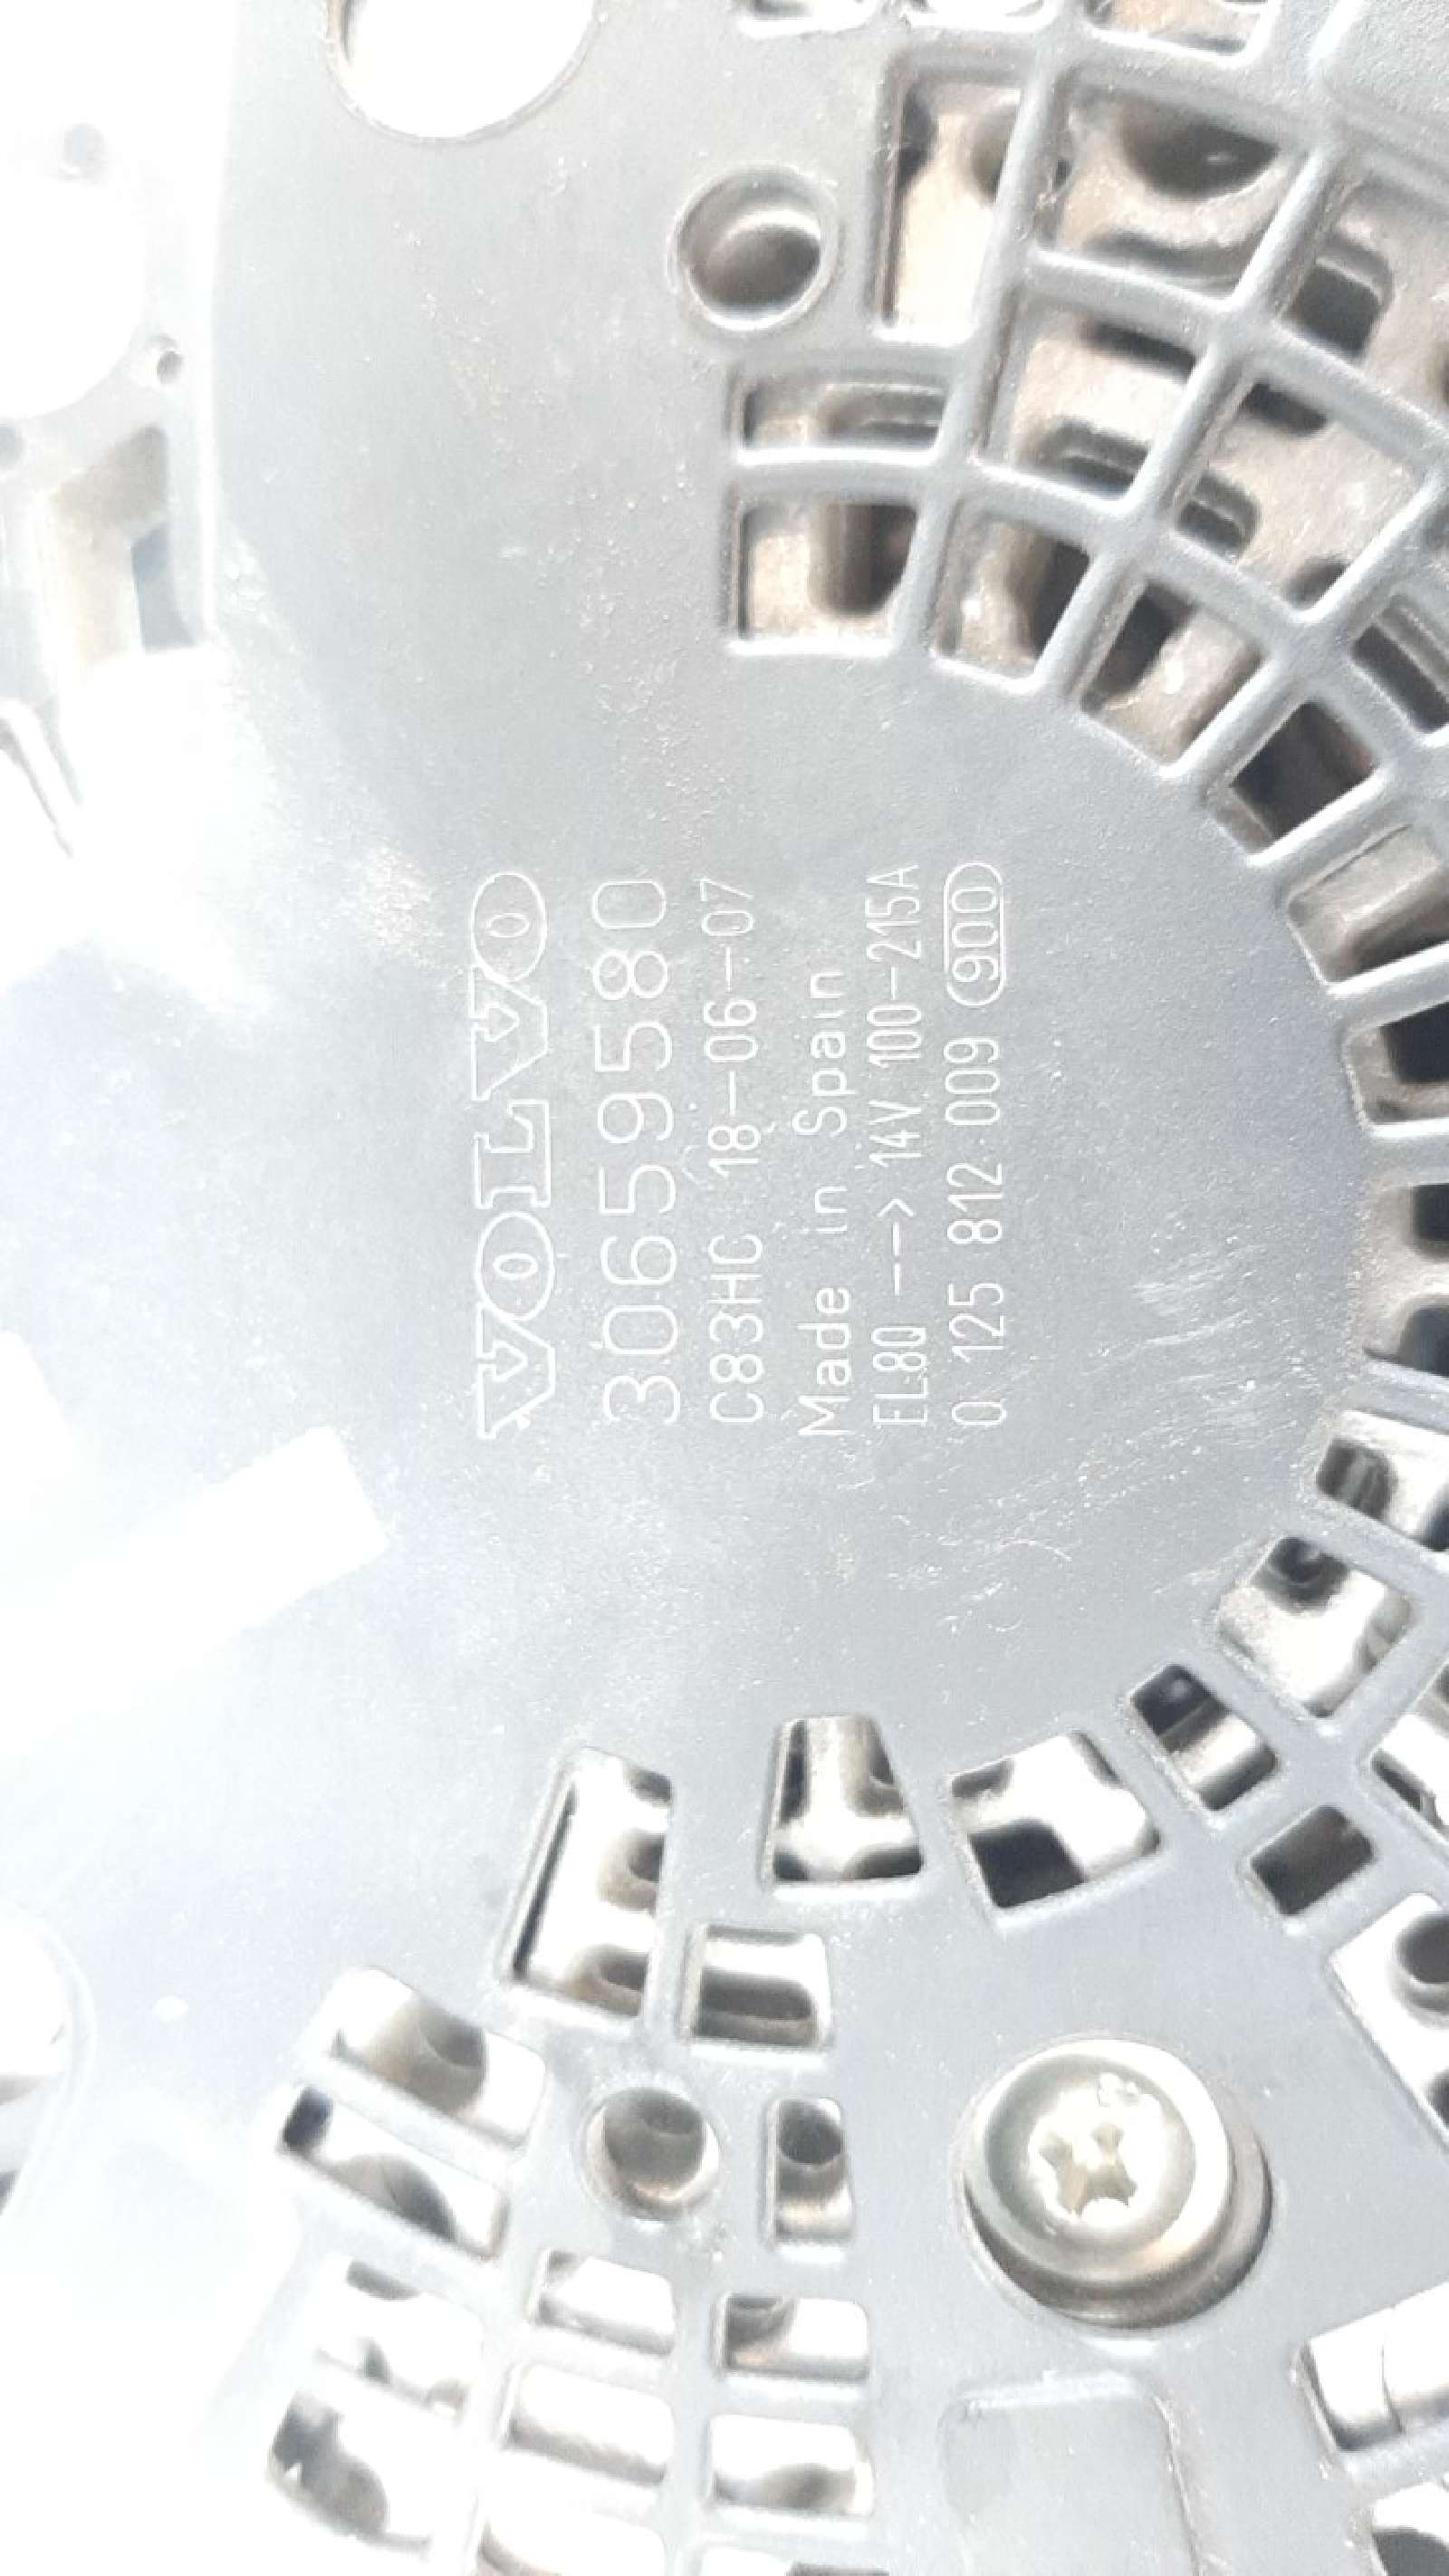 VOLVO
30659580
C83HC 18-06-07
Made in Spain
EL80 --> 14V 100-215A
0 125 812 009 900